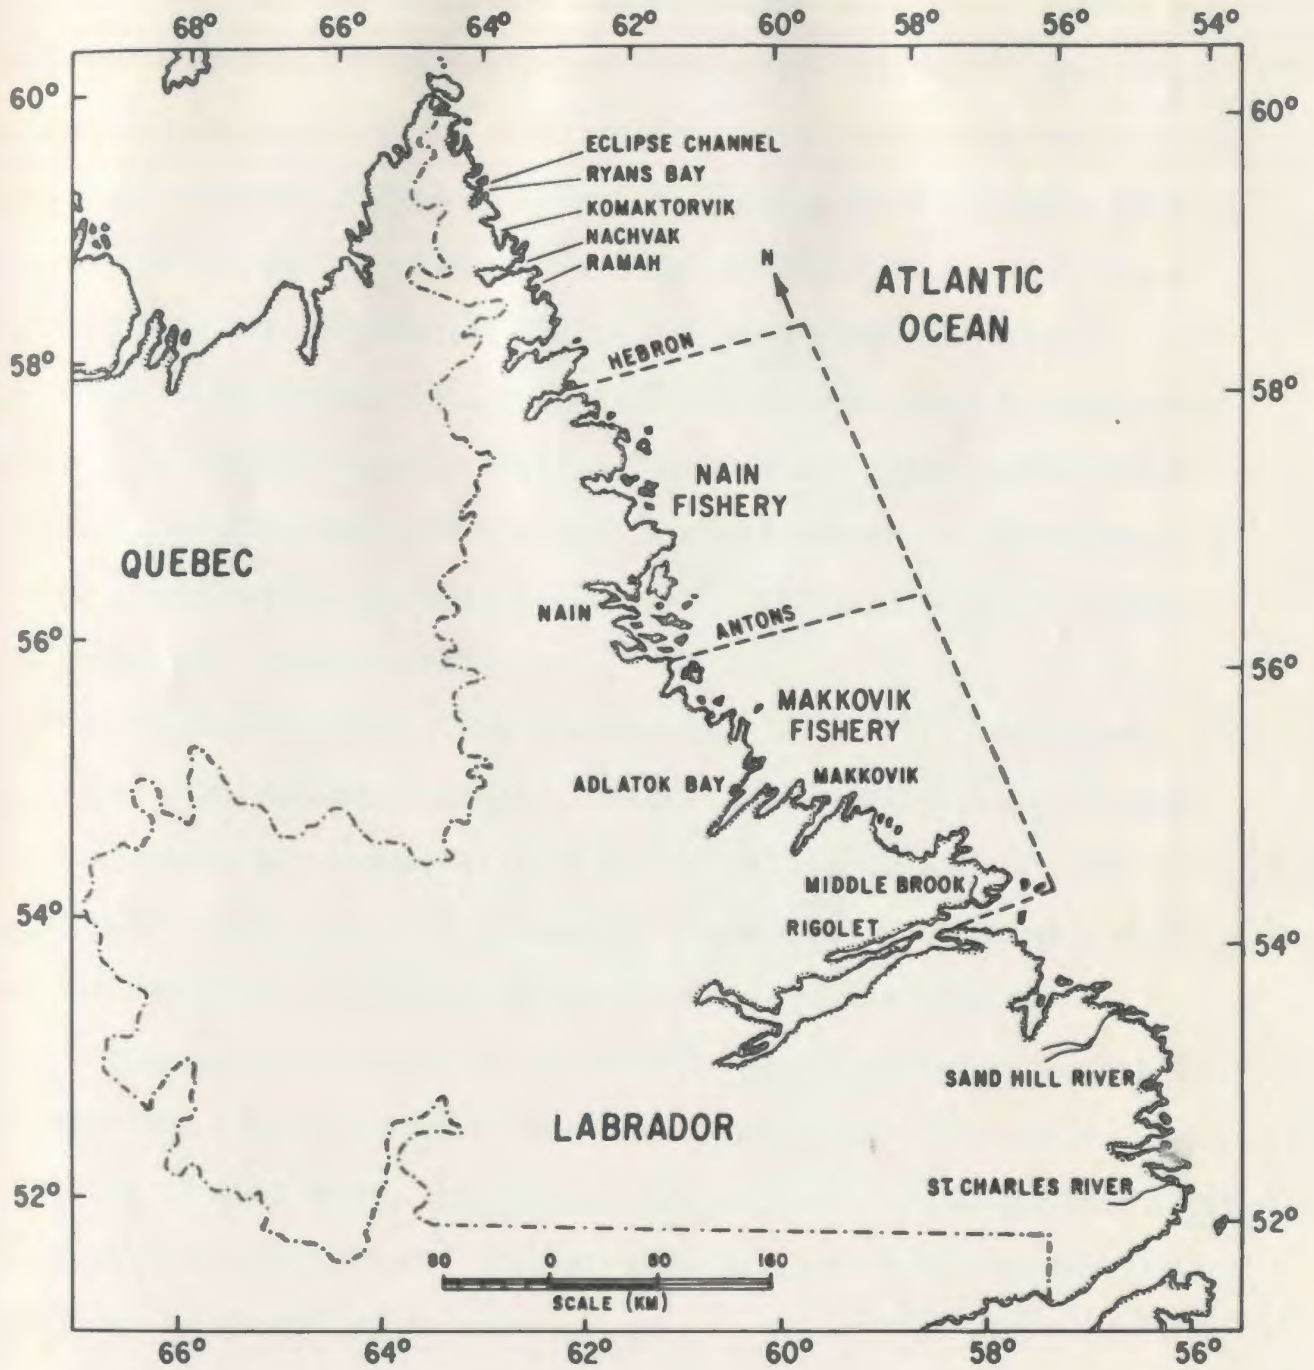 68° 66° 64° 62° 60° 58° 56° 54°
60° 60°
ECLIPSE CHANNEL
RYANS BAY
KOMAKTORVIK
NACHVAK
RAMAH
N
ATLANTIC
OCEAN
HEBRON
58° 58°
NAIN
FISHERY
QUEBEC
NAIN
ANTONS
56° 56°
MAKKOVIK
FISHERY
ADLATOK BAY
MAKKOVIK
MIDDLE BROOK
RIGOLET
54° 54°
SAND HILL RIVER
LABRADOR
ST. CHARLES RIVER
52° 52°
80 0 80 160
SCALE (KM)
66° 64° 62° 60° 58° 56°